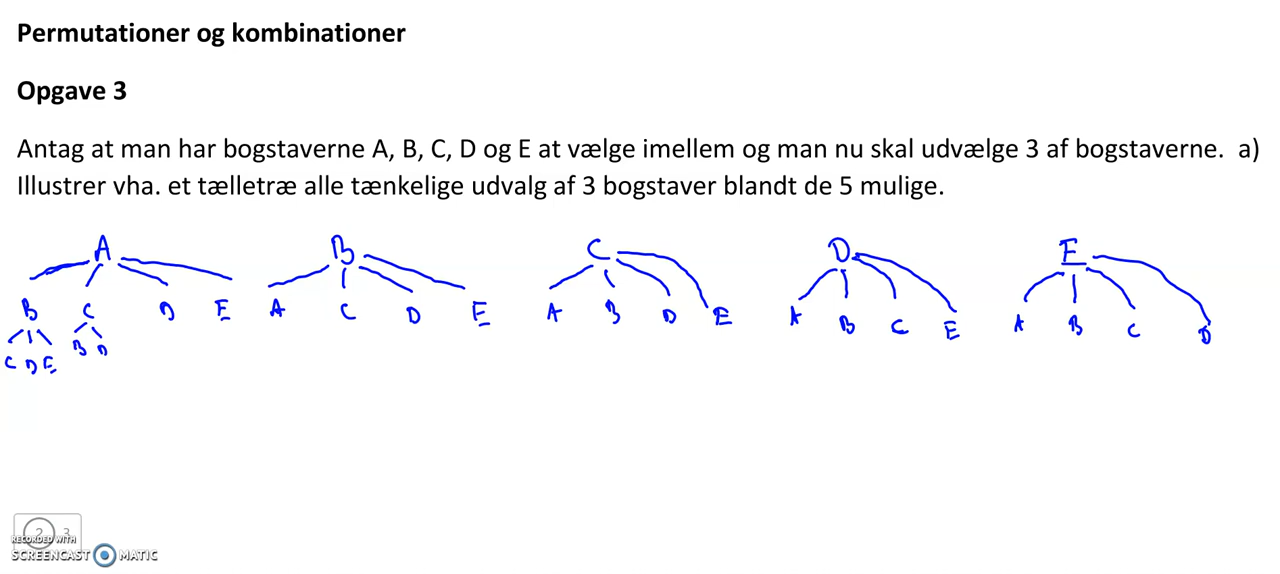 Permutationer og kombinationer
Opgave 3
Antag at man har bogstaverne A, B, C, D og E at vælge imellem og man nu skal udvælge 3 af bogstaverne. a)
Illustrer vha. et tælletræ alle tænkelige udvalg af 3 bogstaver blandt de 5 mulige.
A B C D E
B C D E A C D E A B D E A B C E A B C D
C D E B D
2 3
RECORDED WITH
SCREENCAST MATIC